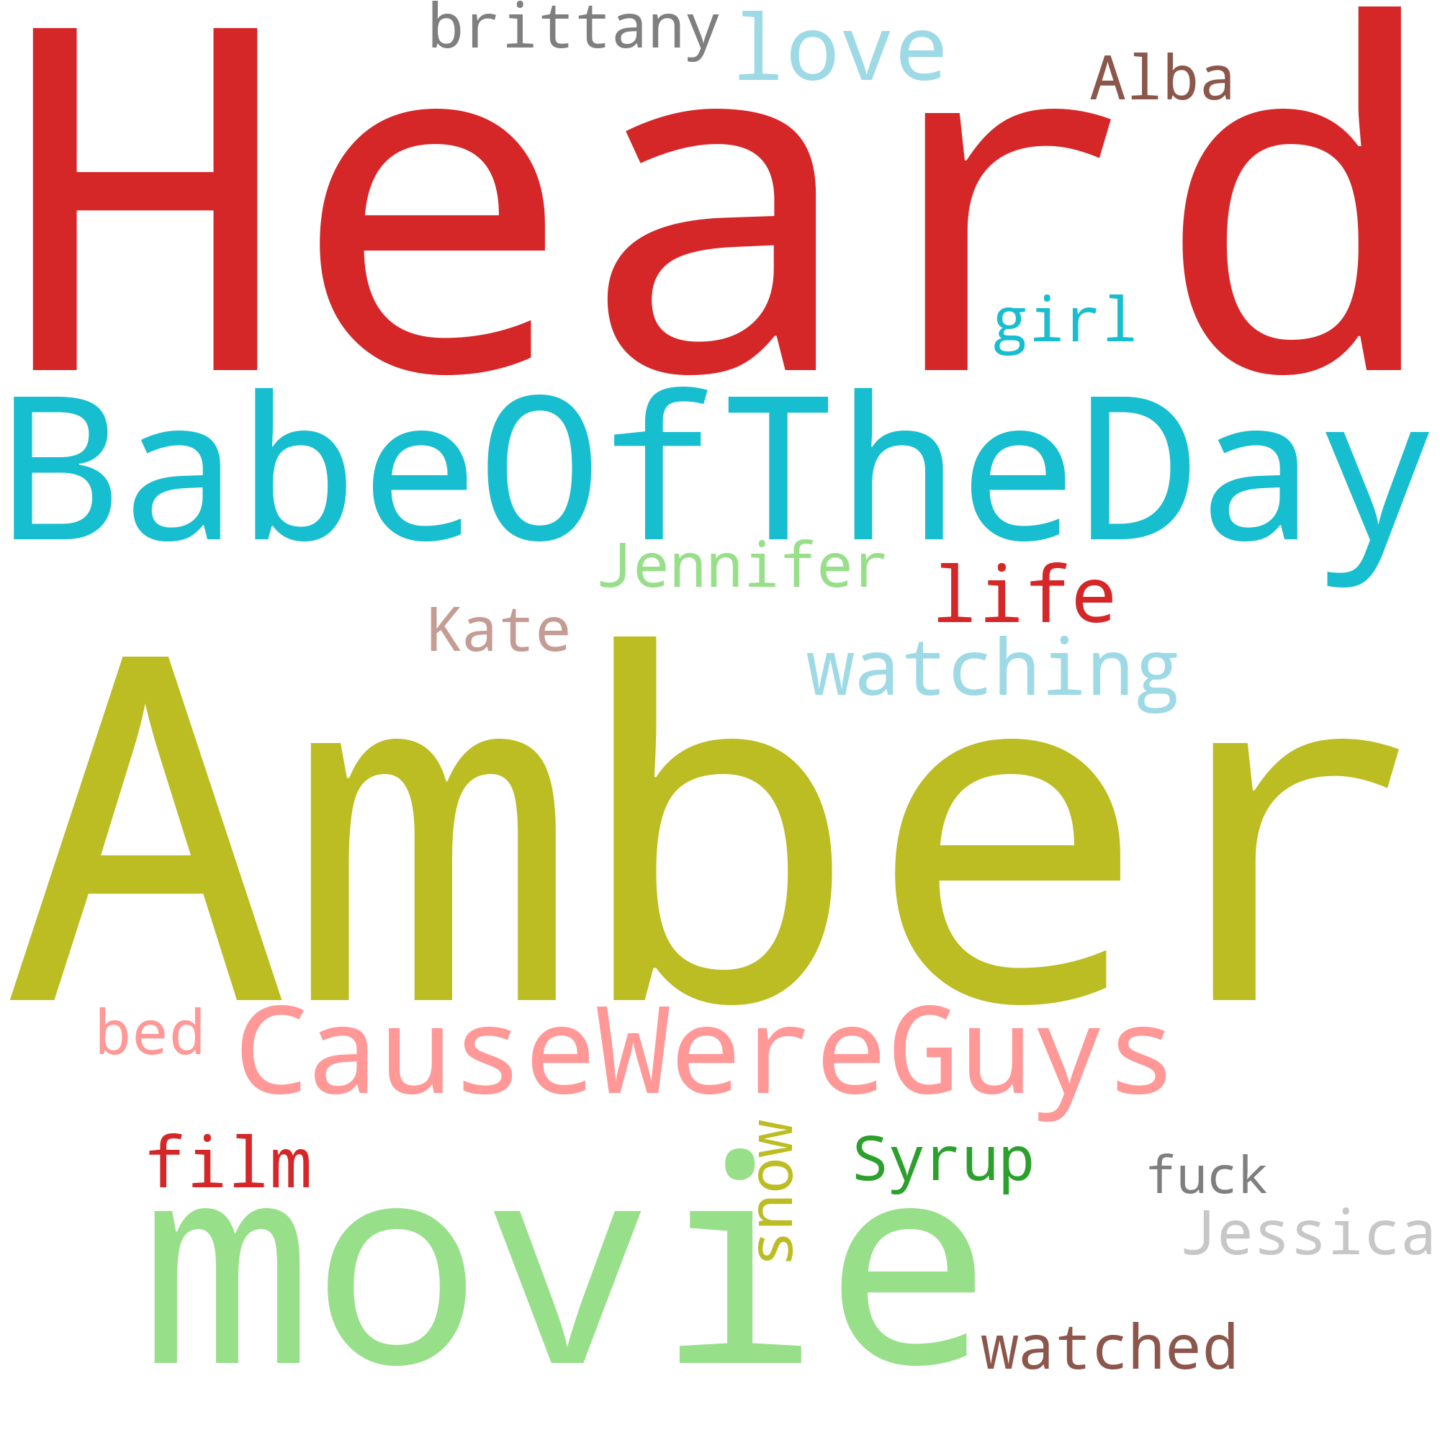 brittany love
Alba
Heard
girl
BabeOfTheDay
Jennifer life
Kate
watching
Amber
bed CauseWereGuys
film snow Syrup fuck
Jessica
movie
watched